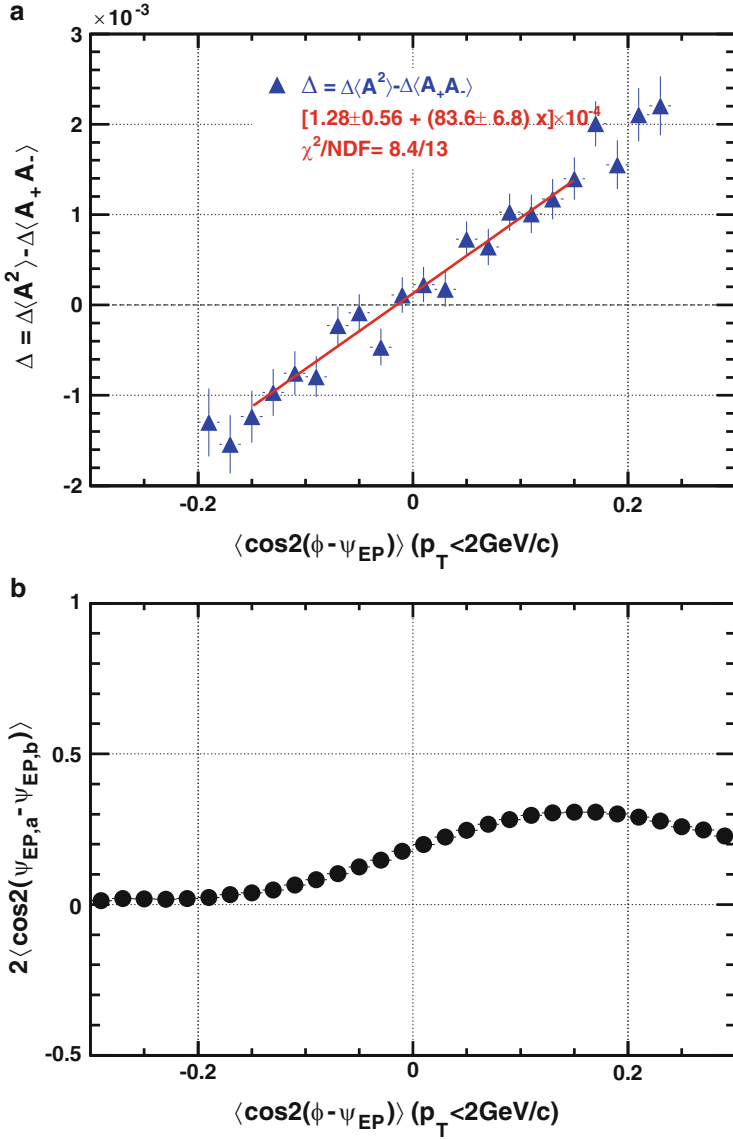 a
×10⁻³
Δ = Δ⟨A²⟩-Δ⟨A₊A₋⟩
[1.28±0.56 + (83.6± 6.8) x]×10⁻⁴
χ²/NDF= 8.4/13
3
2
1
0
-1
-2
Δ = Δ⟨A²⟩-Δ⟨A₊A₋⟩
-0.2 0 0.2
⟨cos2(ϕ-ψ_EP)⟩ (p_T<2GeV/c)
b
1
0.5
0
-0.5
2⟨cos2(ψ_EP,a-ψ_EP,b)⟩
-0.2 0 0.2
⟨cos2(ϕ-ψ_EP)⟩ (p_T<2GeV/c)